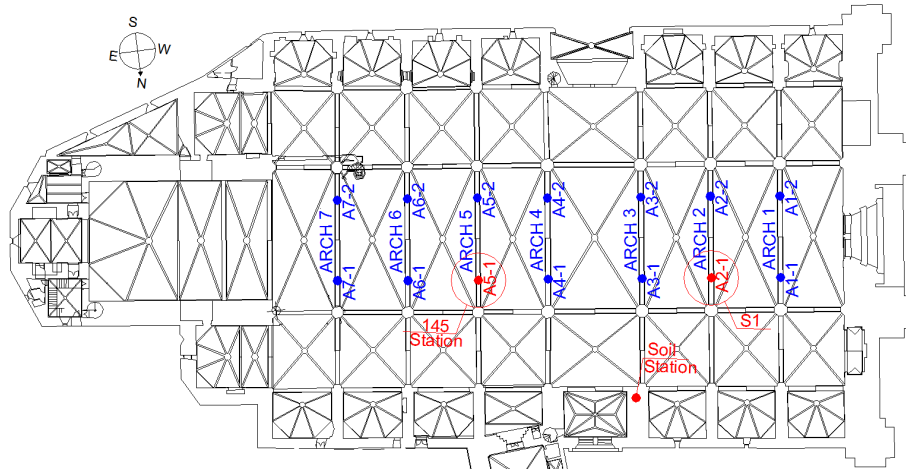 S
E
W
N
ARCH 7
A7-2
A7-1
ARCH 6
A6-2
A6-1
ARCH 5
A5-2
A5-1
ARCH 4
A4-2
A4-1
ARCH 3
A3-2
A3-1
ARCH 2
A2-2
A2-1
ARCH 1
A1-2
A1-1
145
Station
S1
Soil
Station